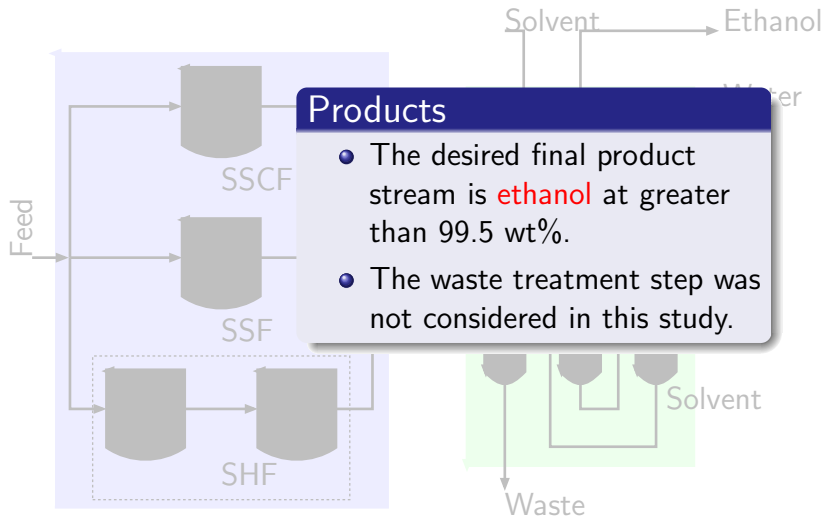 Solvent
Ethanol
Water
Products
SSCF
The desired final product
stream is ethanol at greater
than 99.5 wt%.
Feed
The waste treatment step was
not considered in this study.
SSF
Solvent
SHF
Waste